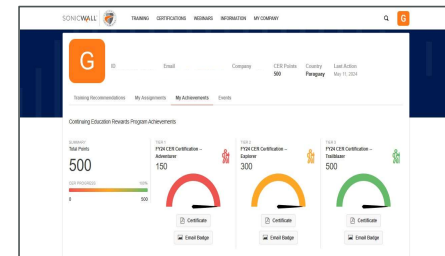 SONICWALL
TRAINING CERTIFICATIONS WEBINARS INFORMATION MY COMPANY
G
G
ID Email Company CER Points Country Last Action
500 Paraguay May 11, 2024
Training Recommendations My Assignments My Achievements Events
Continuing Education Rewards Program Achievements
SUMMARY
Total Points
500
CER PROGRESS 100%
0 500
TIER 1
FY24 CER Certification –
Adventurer
150
Certificate
Email Badge
TIER 2
FY24 CER Certification –
Explorer
300
Certificate
Email Badge
TIER 3
FY24 CER Certification –
Trailblazer
500
Certificate
Email Badge